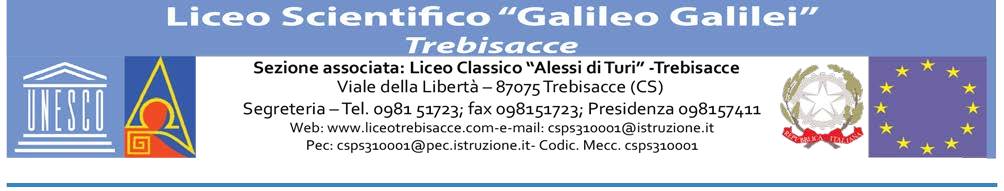 Liceo Scientifico “Galileo Galilei”
Trebisacce
Sezione associata: Liceo Classico “Alessi di Turi” -Trebisacce
Viale della Libertà – 87075 Trebisacce (CS)
Segreteria – Tel. 0981 51723; fax 098151723; Presidenza 098157411
Web: www.liceotrebisacce.com-e-mail: csps310001@istruzione.it
Pec: csps310001@pec.istruzione.it- Codic. Mecc. csps310001
UNESCO
REPVBBLICA ITALIANA